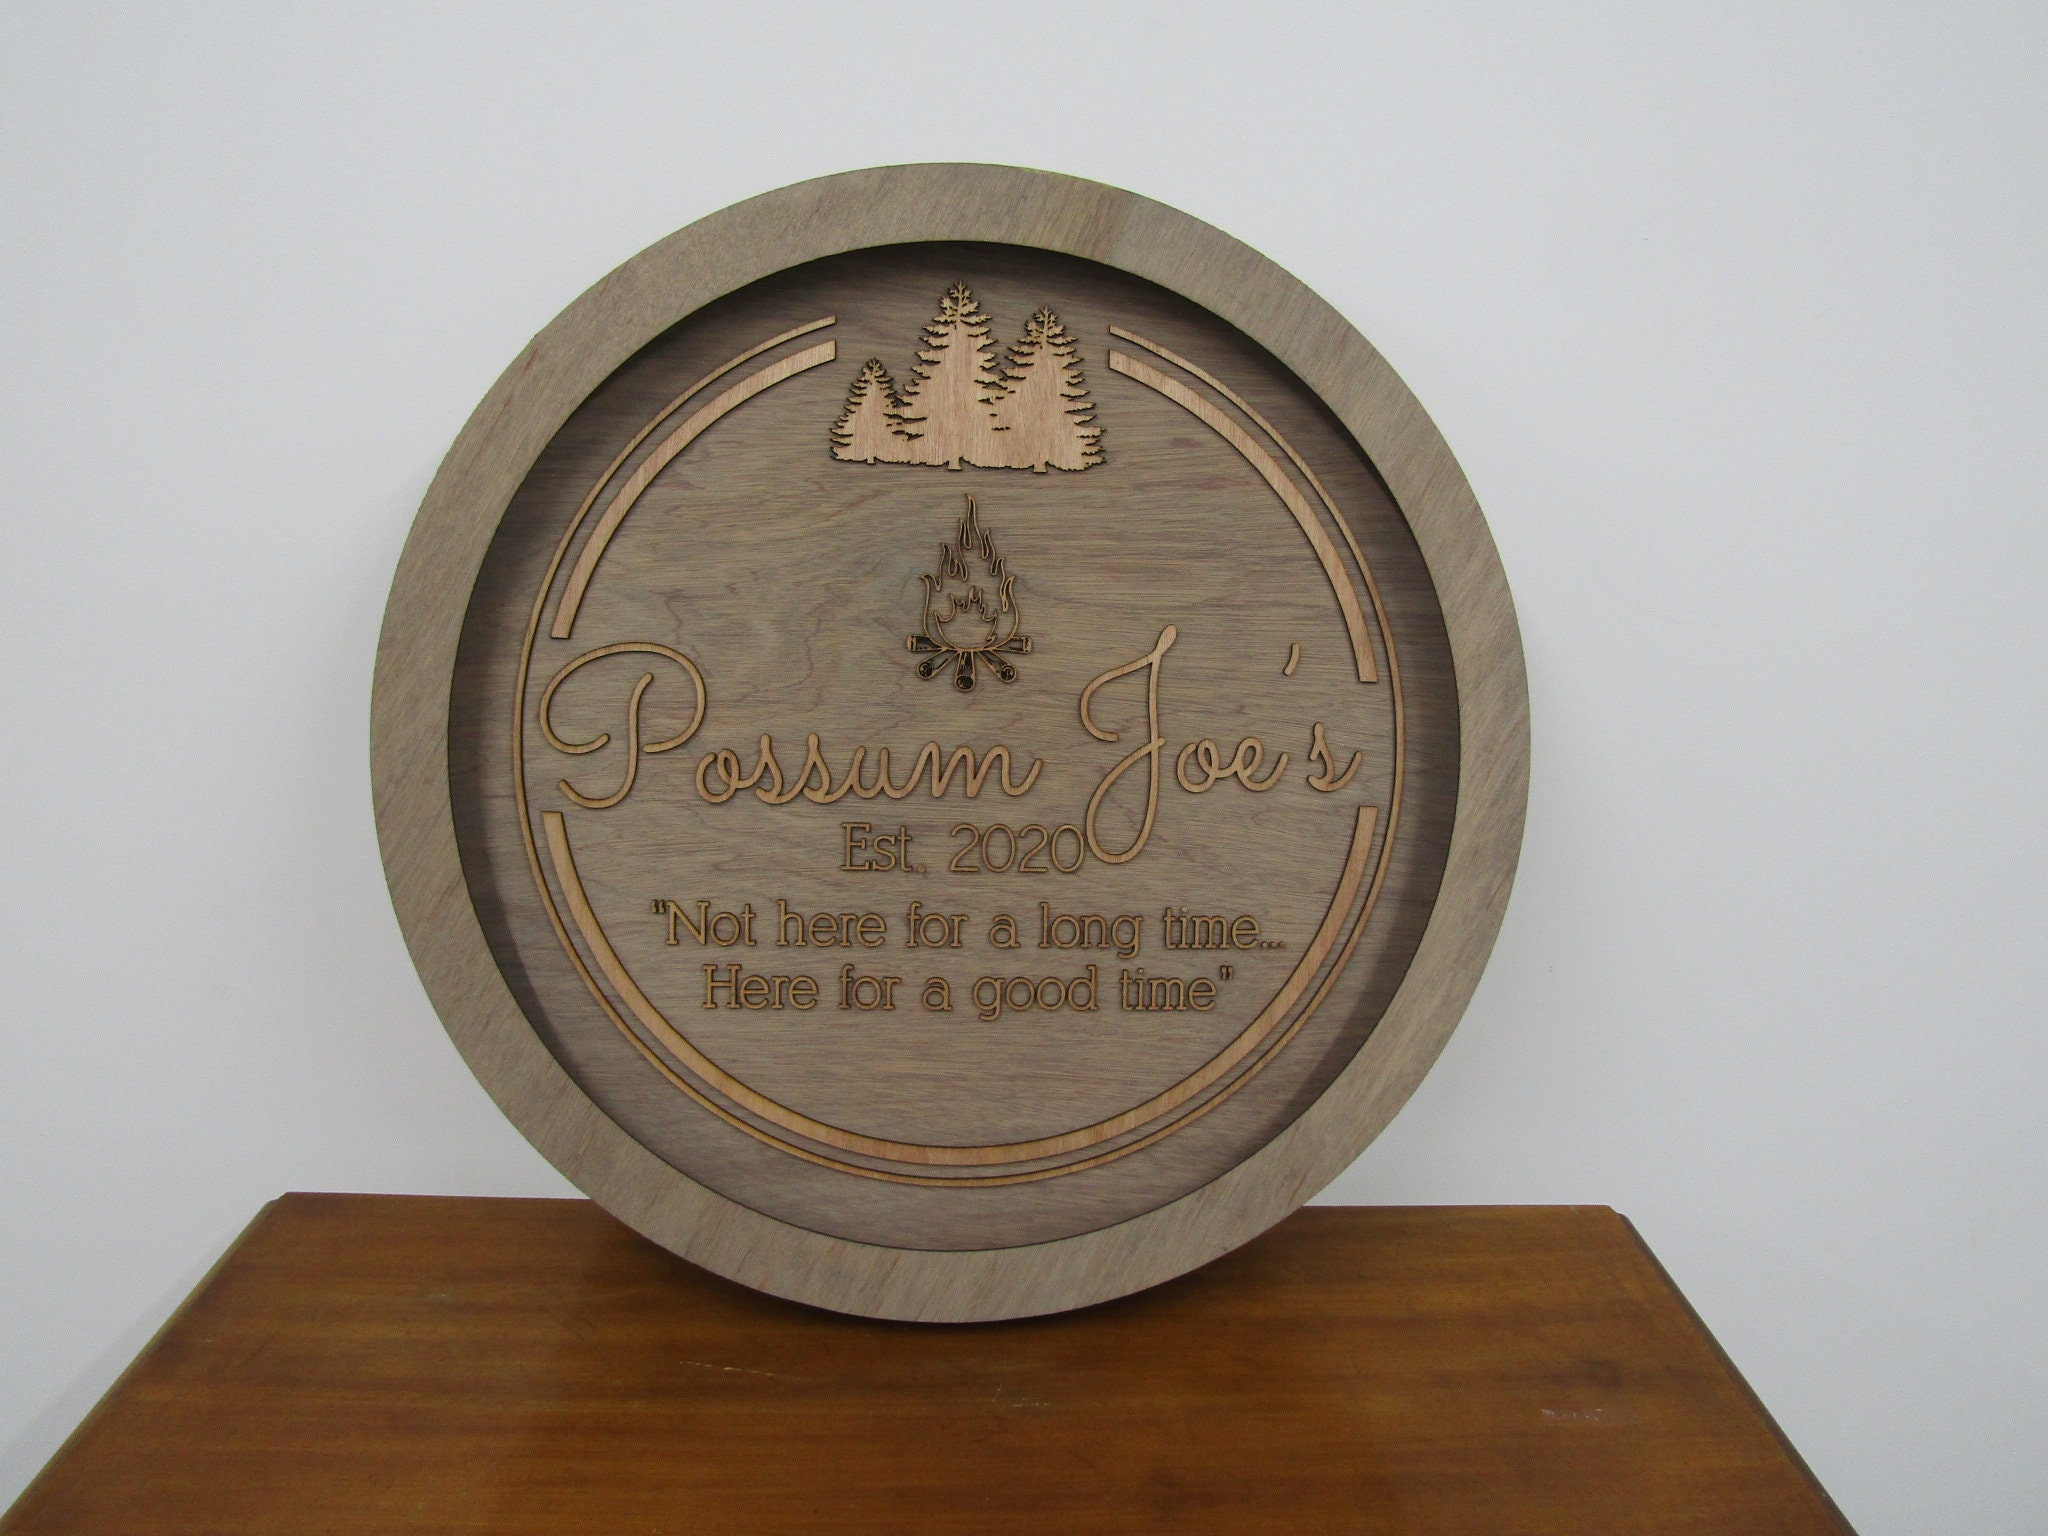 Possum Joe's
Est. 2020
“Not here for a long time...
Here for a good time”